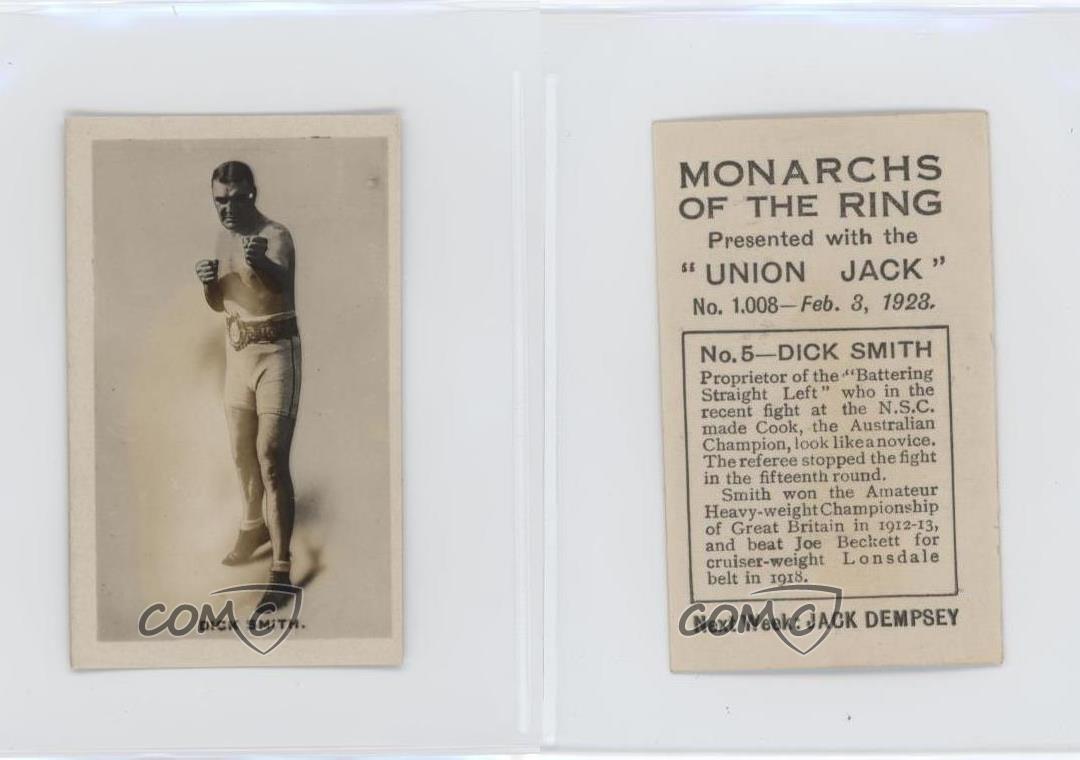 DICK SMITH.
COMC
MONARCHS
OF THE RING
Presented with the
"UNION JACK"
No. 1.008—Feb. 3, 1923.
No. 5—DICK SMITH
Proprietor of the "Battering
Straight Left" who in the
recent fight at the N.S.C.
made Cook, the Australian
Champion, look like a novice.
The referee stopped the fight
in the fifteenth round.
Smith won the Amateur
Heavy-weight Championship
of Great Britain in 1912-13,
and beat Joe Beckett for
cruiser-weight Lonsdale
belt in 1918.
Next Week: JACK DEMPSEY
COMC